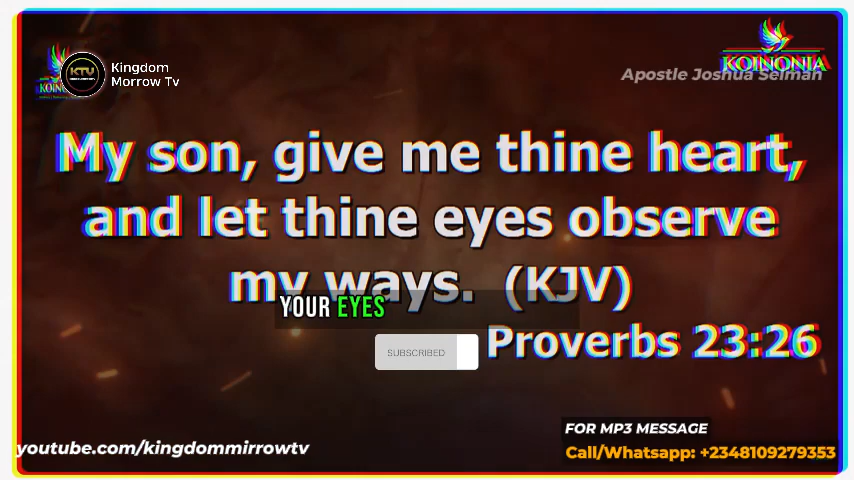 KOINONIA
Apostle Joshua Selman
KTV
Kingdom
Morrow Tv
My son, give me thine heart,
and let thine eyes observe
my ways. (KJV)
YOUR EYES
SUBSCRIBED
Proverbs 23:26
FOR MP3 MESSAGE
youtube.com/kingdommirrowtv
Call/Whatsapp: +2348109279353